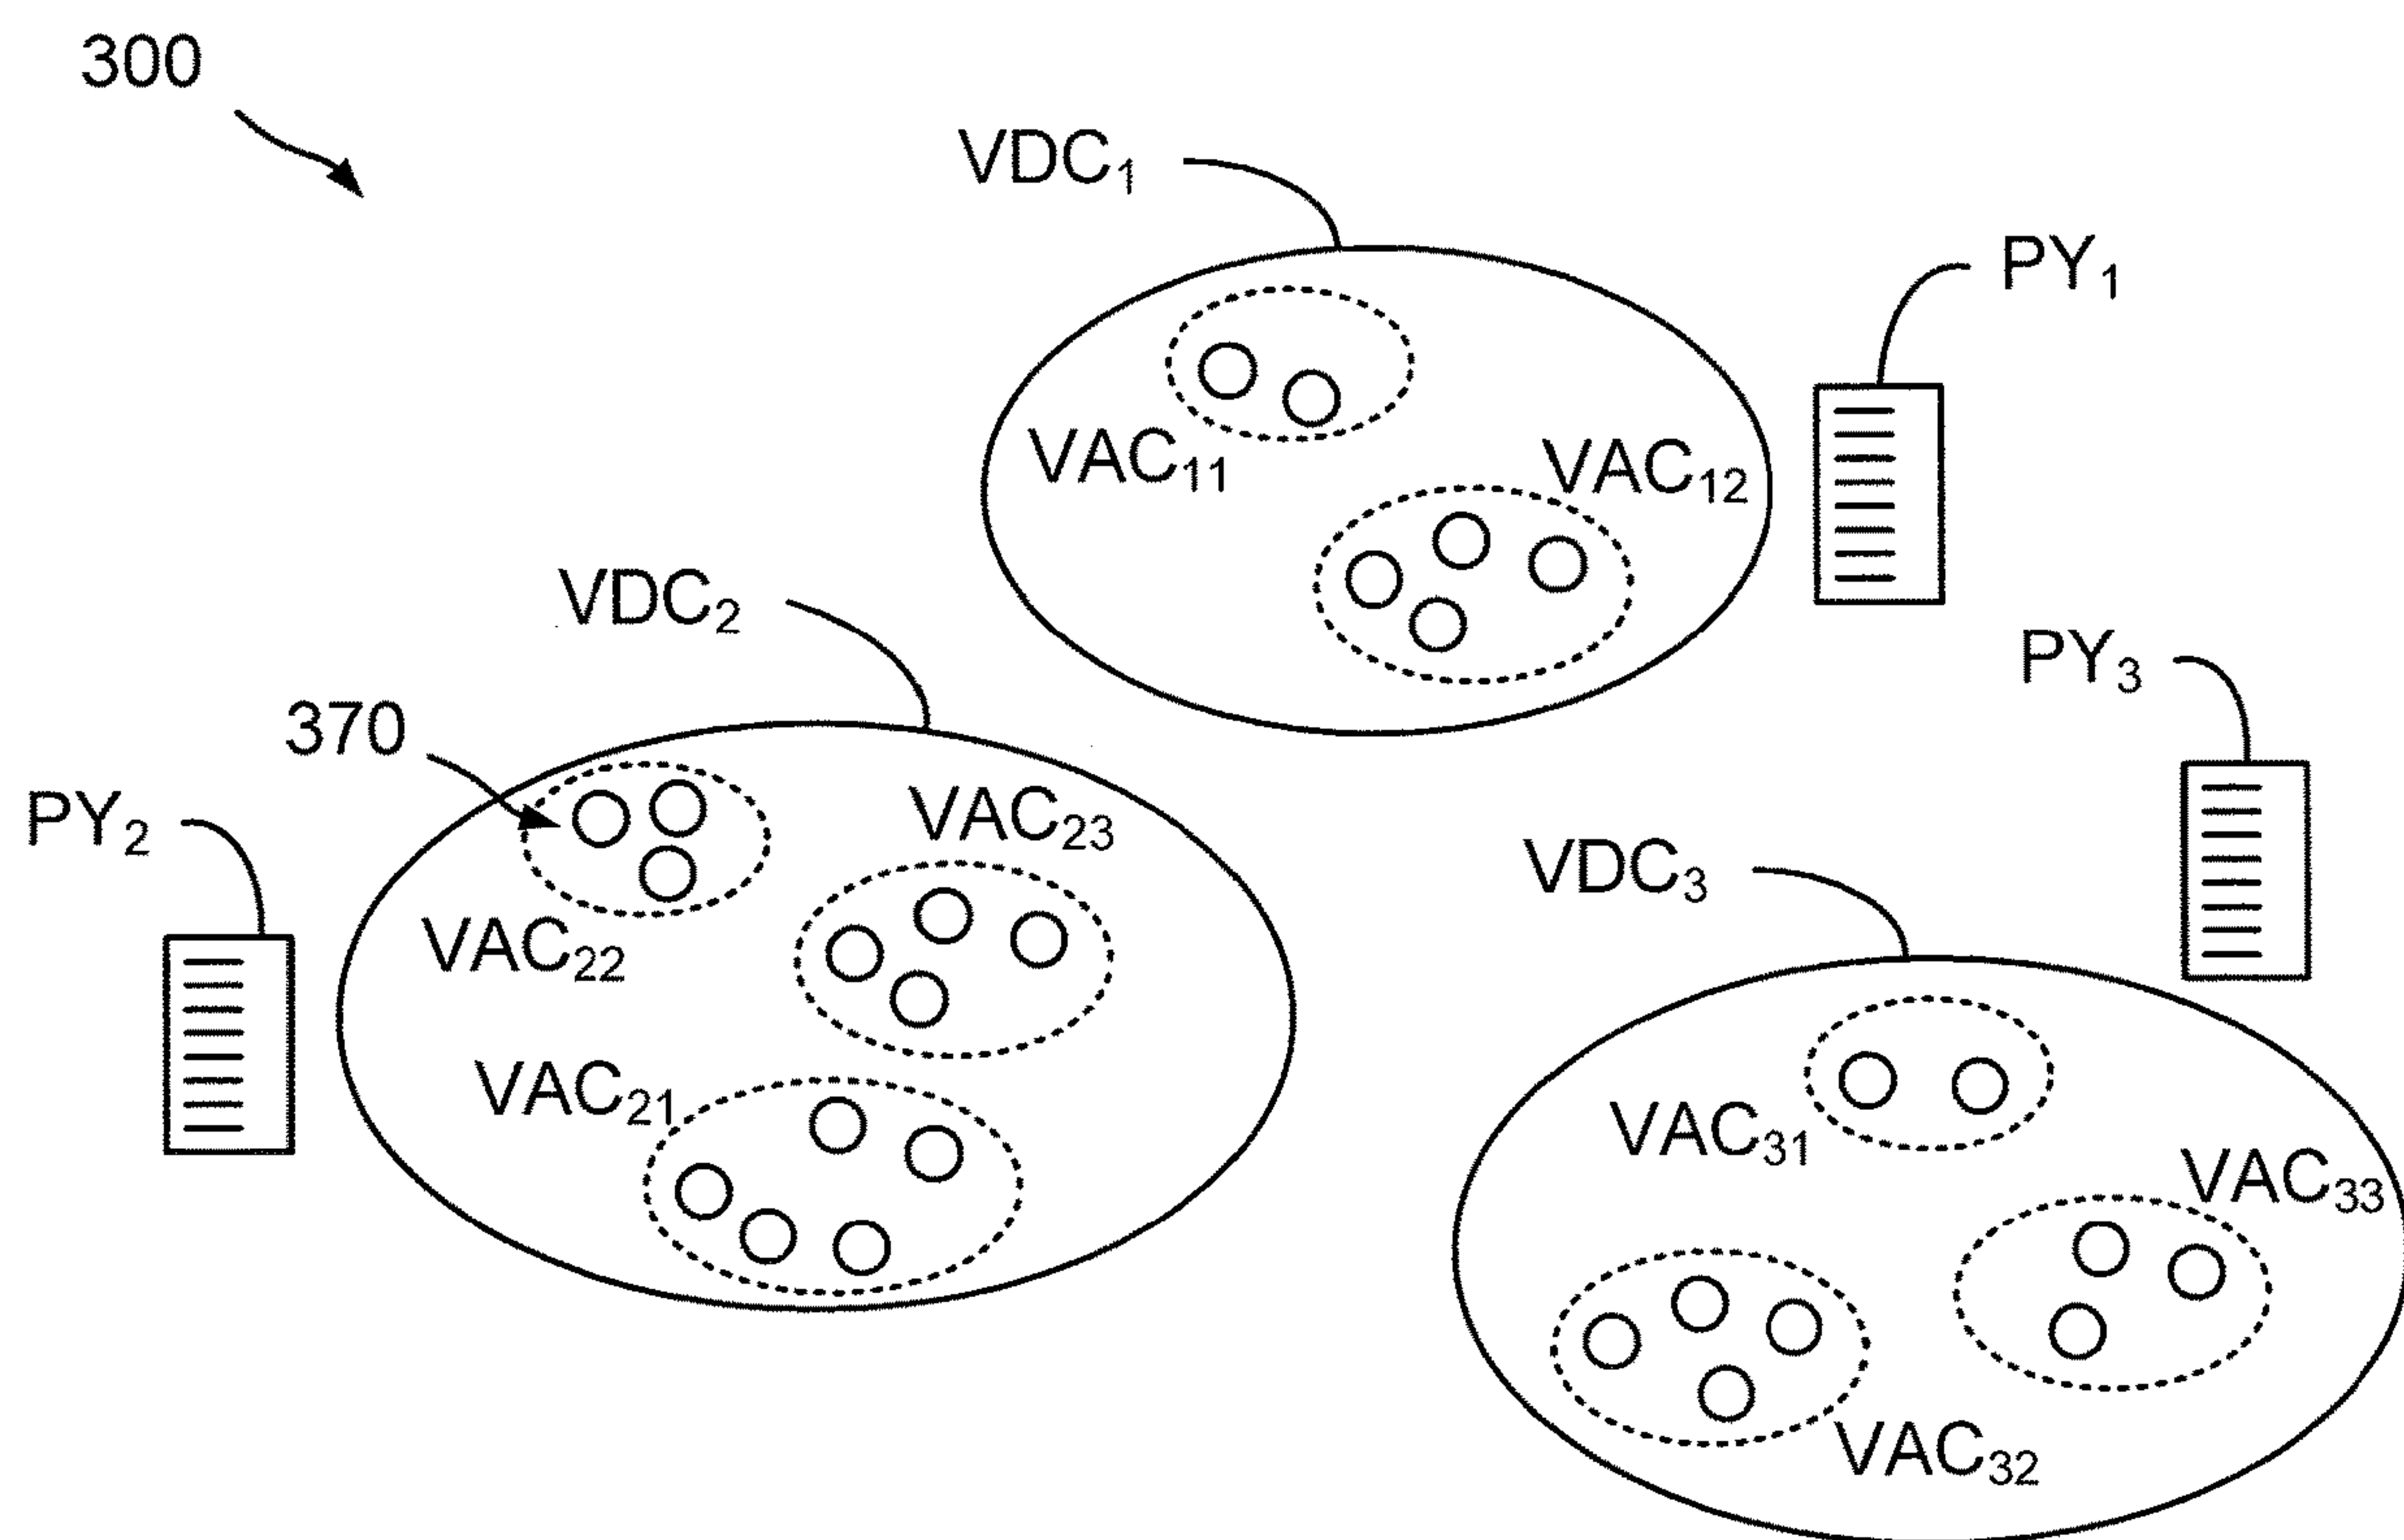 300
VDC₁
PY₁
VAC₁₁
VAC₁₂
VDC₂
PY₃
370
PY₂
VAC₂₃
VDC₃
VAC₂₂
VAC₂₁
VAC₃₁
VAC₃₃
VAC₃₂